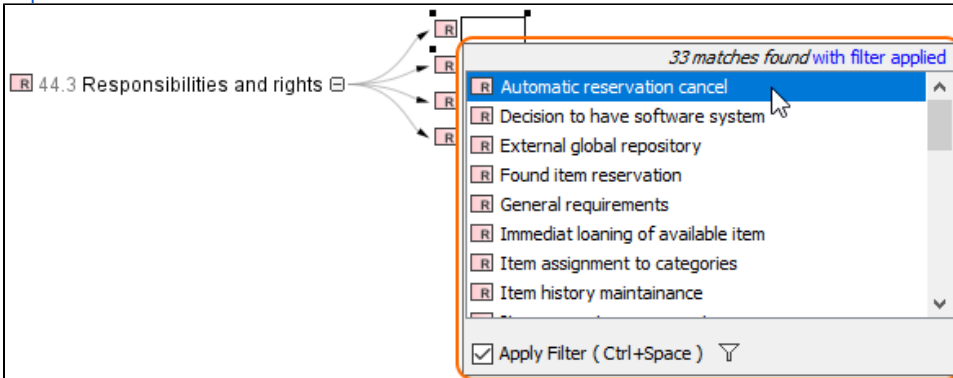 R
33 matches found with filter applied
R 44.3 Responsibilities and rights
R
R Automatic reservation cancel
R
R Decision to have software system
R
R External global repository
R Found item reservation
R General requirements
R Immediat loaning of available item
R Item assignment to categories
R Item history maintainance
Apply Filter ( Ctrl+Space )